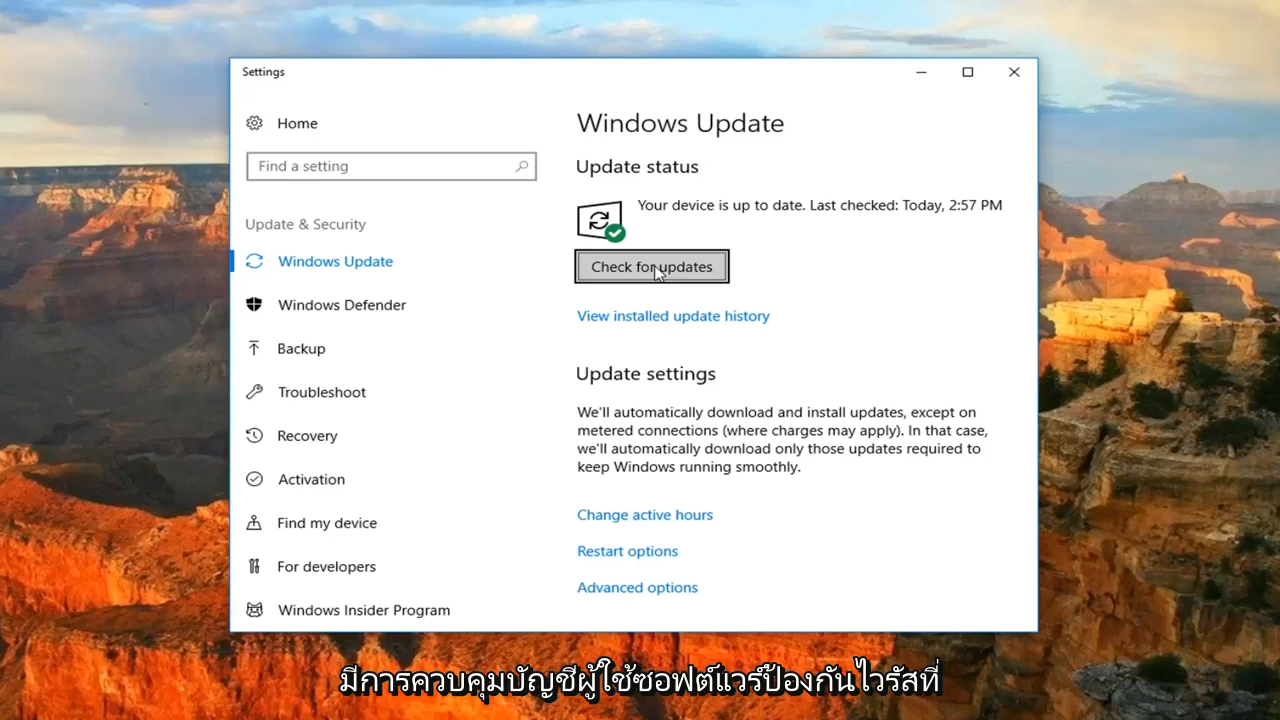 Settings
Home
Find a setting
Update & Security
Windows Update
Windows Defender
Backup
Troubleshoot
Recovery
Activation
Find my device
For developers
Windows Insider Program
Windows Update
Update status
Your device is up to date. Last checked: Today, 2:57 PM
Check for updates
View installed update history
Update settings
We'll automatically download and install updates, except on
metered connections (where charges may apply). In that case,
we'll automatically download only those updates required to
keep Windows running smoothly.
Change active hours
Restart options
Advanced options
มีการควบคุมบัญชีผู้ใช้ซอฟต์แวร์ป้องกันไวรัสที่